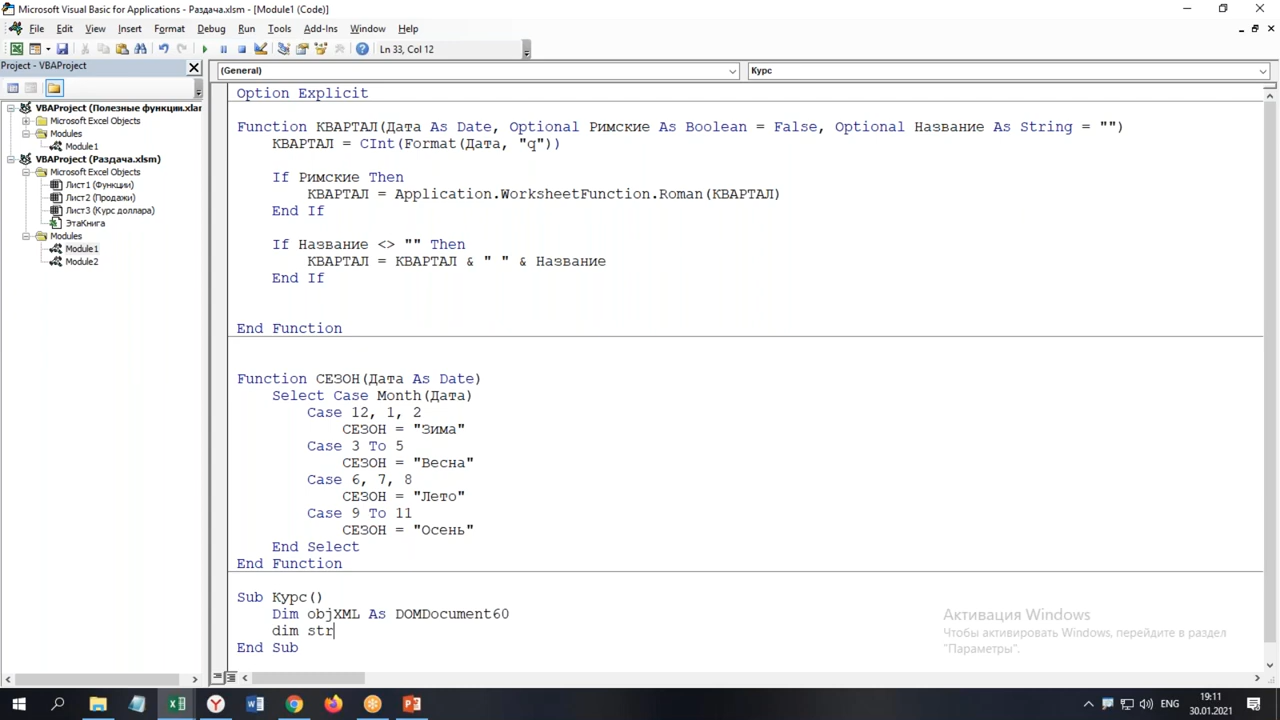 Microsoft Visual Basic for Applications - Раздача.xlsm - [Module1 (Code)]
File Edit View Insert Format Debug Run Tools Add-Ins Window Help
Ln 33, Col 12
Project - VBAProject
(General)
Курс
VBAProject (Полезные функции.xlar
Microsoft Excel Objects
Modules
Module1
VBAProject (Раздача.xlsm)
Microsoft Excel Objects
Лист1 (Функции)
Лист2 (Продажи)
Лист3 (Курс доллара)
ЭтаКнига
Modules
Module1
Module2
Option Explicit
Function КВАРТАЛ(Дата As Date, Optional Римские As Boolean = False, Optional Название As String = "")
КВАРТАЛ = CInt(Format(Дата, "q"))
If Римские Then
КВАРТАЛ = Application.WorksheetFunction.Roman(КВАРТАЛ)
End If
If Название <> "" Then
КВАРТАЛ = КВАРТАЛ & " " & Название
End If
End Function
Function СЕЗОН(Дата As Date)
Select Case Month(Дата)
Case 12, 1, 2
СЕЗОН = "Зима"
Case 3 To 5
СЕЗОН = "Весна"
Case 6, 7, 8
СЕЗОН = "Лето"
Case 9 To 11
СЕЗОН = "Осень"
End Select
End Function
Sub Курс()
Dim objXML As DOMDocument60
dim str
End Sub
Активация Windows
Чтобы активировать Windows, перейдите в раздел
"Параметры".
ENG
19:11
30.01.2021